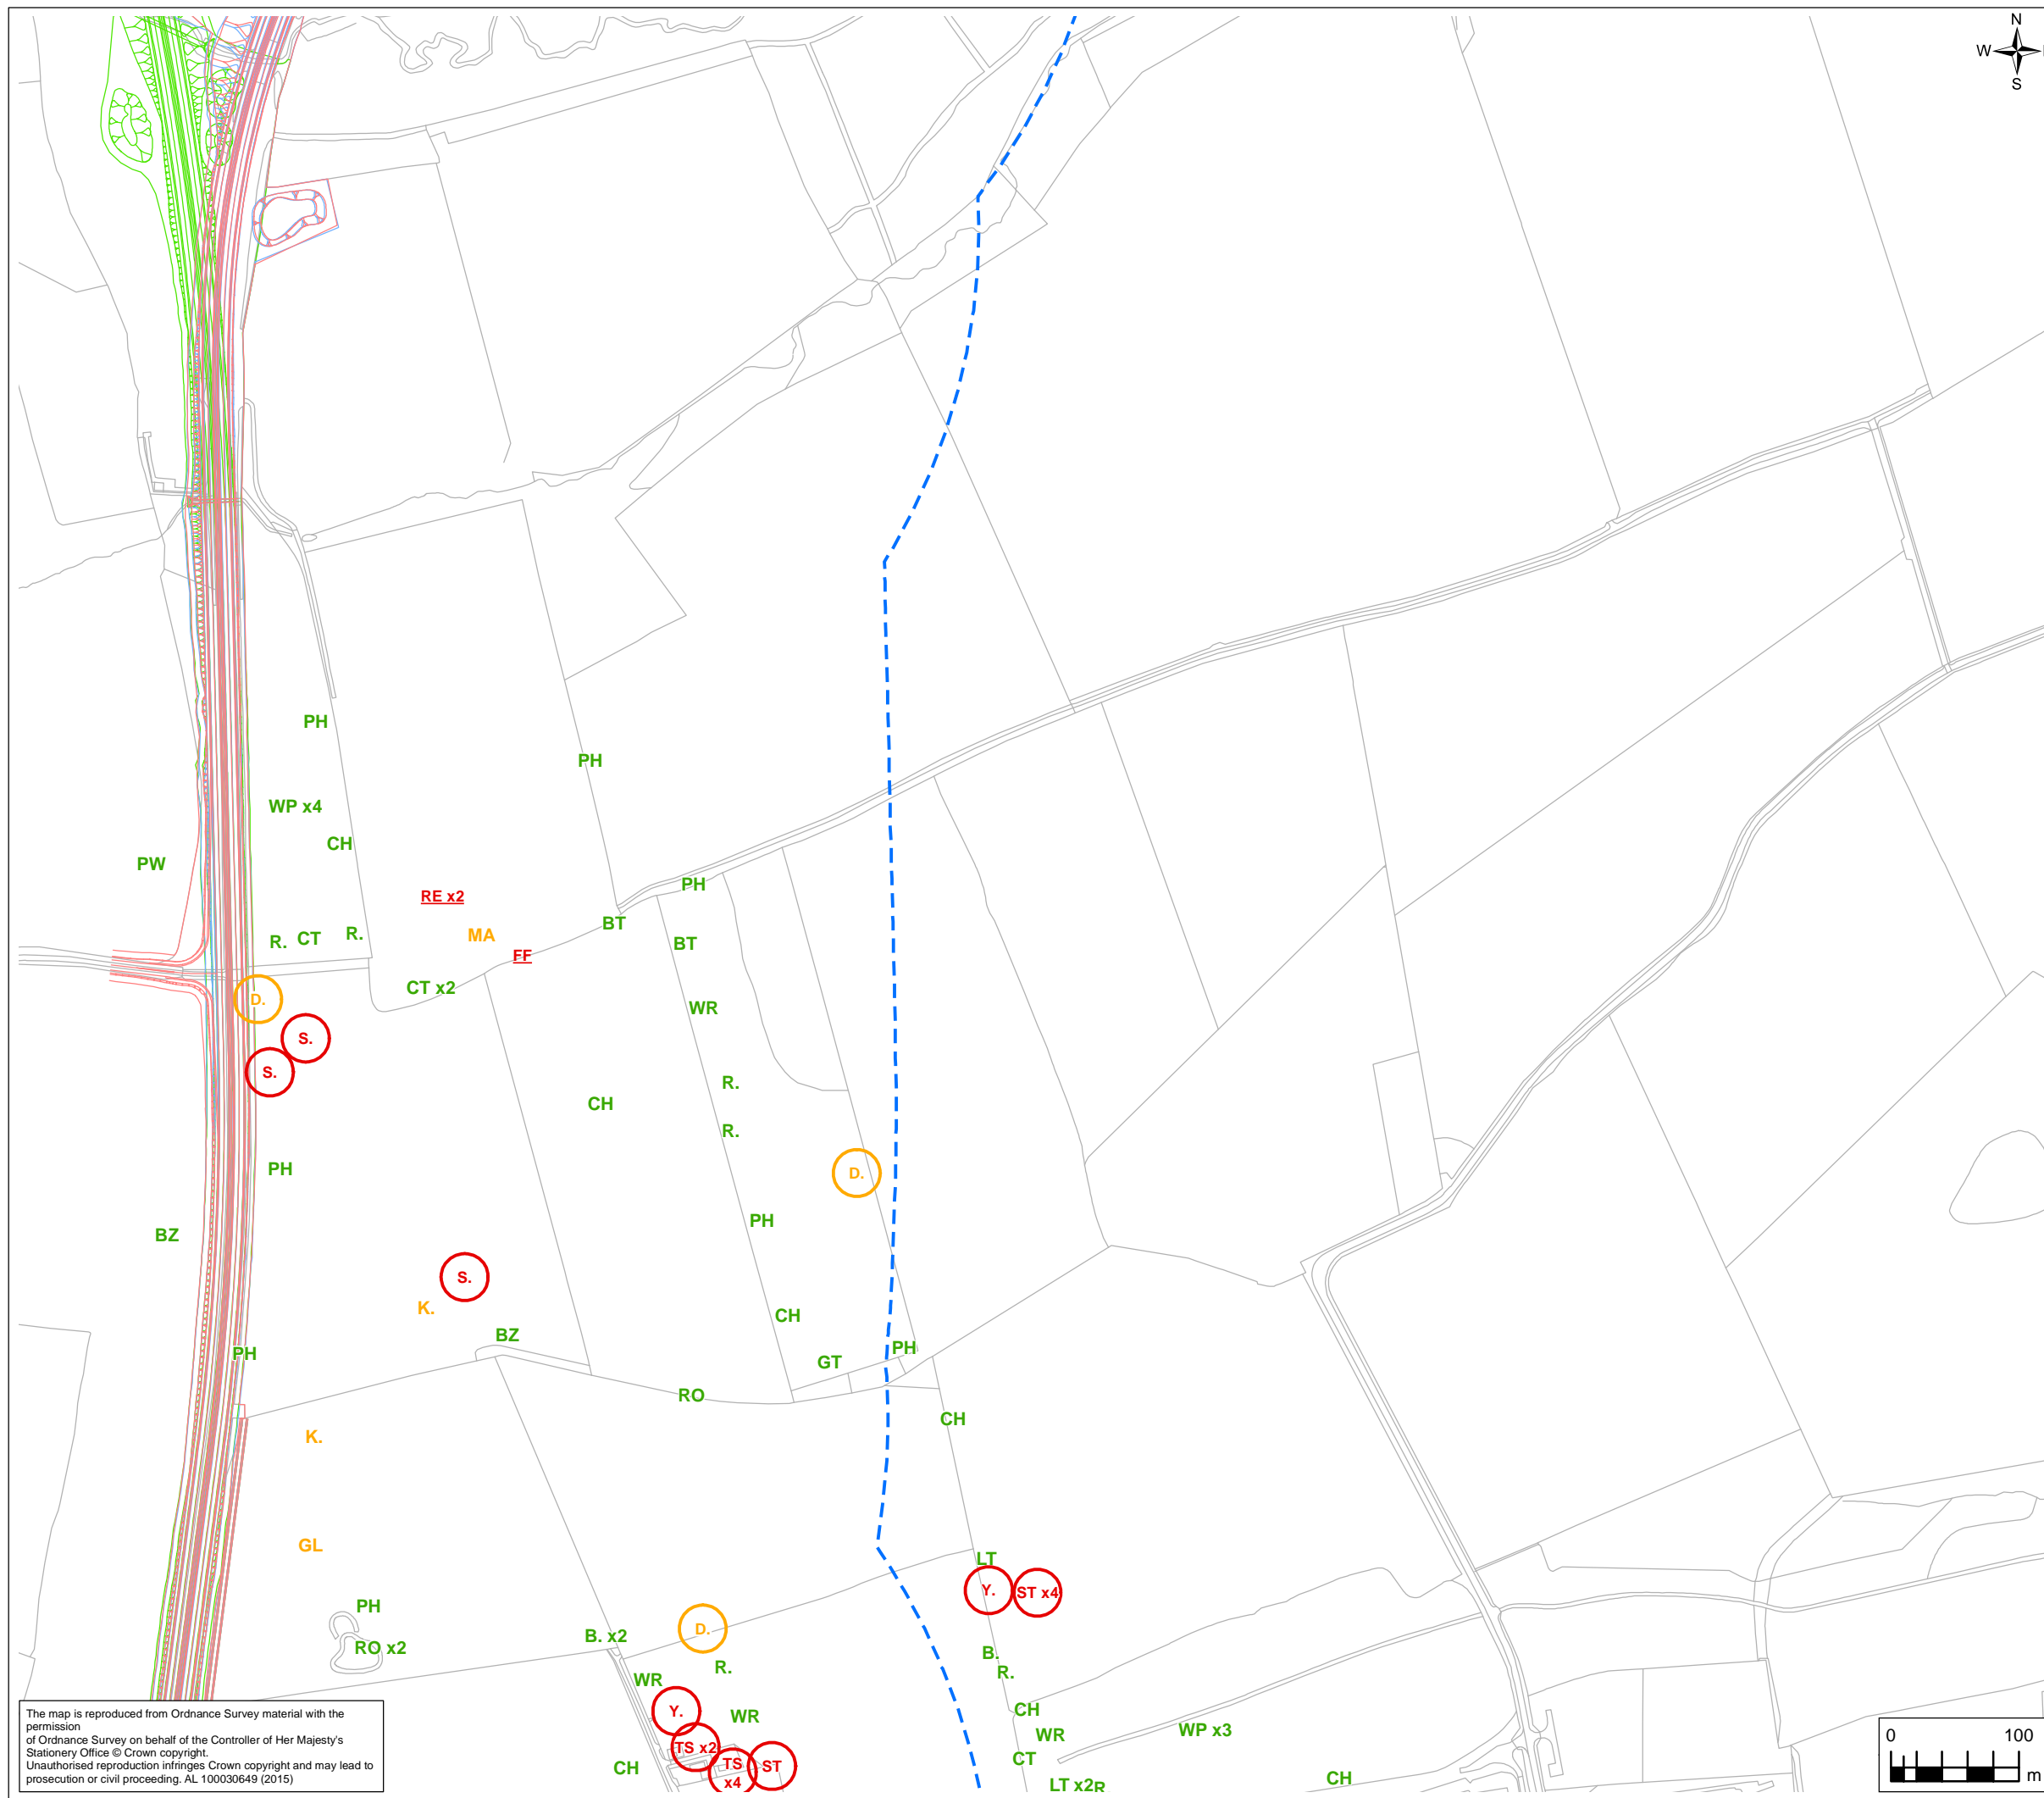 N
W
S
PH
PH
WP x4
CH
PW
PH
RE x2
BT
R.
CT
R.
MA
BT
FF
CT x2
D.
WR
S.
S.
R.
CH
R.
PH
D.
PH
BZ
S.
K.
CH
BZ
PH
PH
GT
RO
CH
K.
GL
LT
Y.
ST x4
PH
D.
B. x2
RO x2
B.
R.
R.
WR
Y.
WR
CH
WR
WP x3
TS x2
CT
TS
x4
ST
CH
CH
LT x2
R
The map is reproduced from Ordnance Survey material with the
permission
of Ordnance Survey on behalf of the Controller of Her Majesty's
Stationery Office © Crown copyright.
Unauthorised reproduction infringes Crown copyright and may lead to
prosecution or civil proceeding. AL 100030649 (2015)
0 100
m